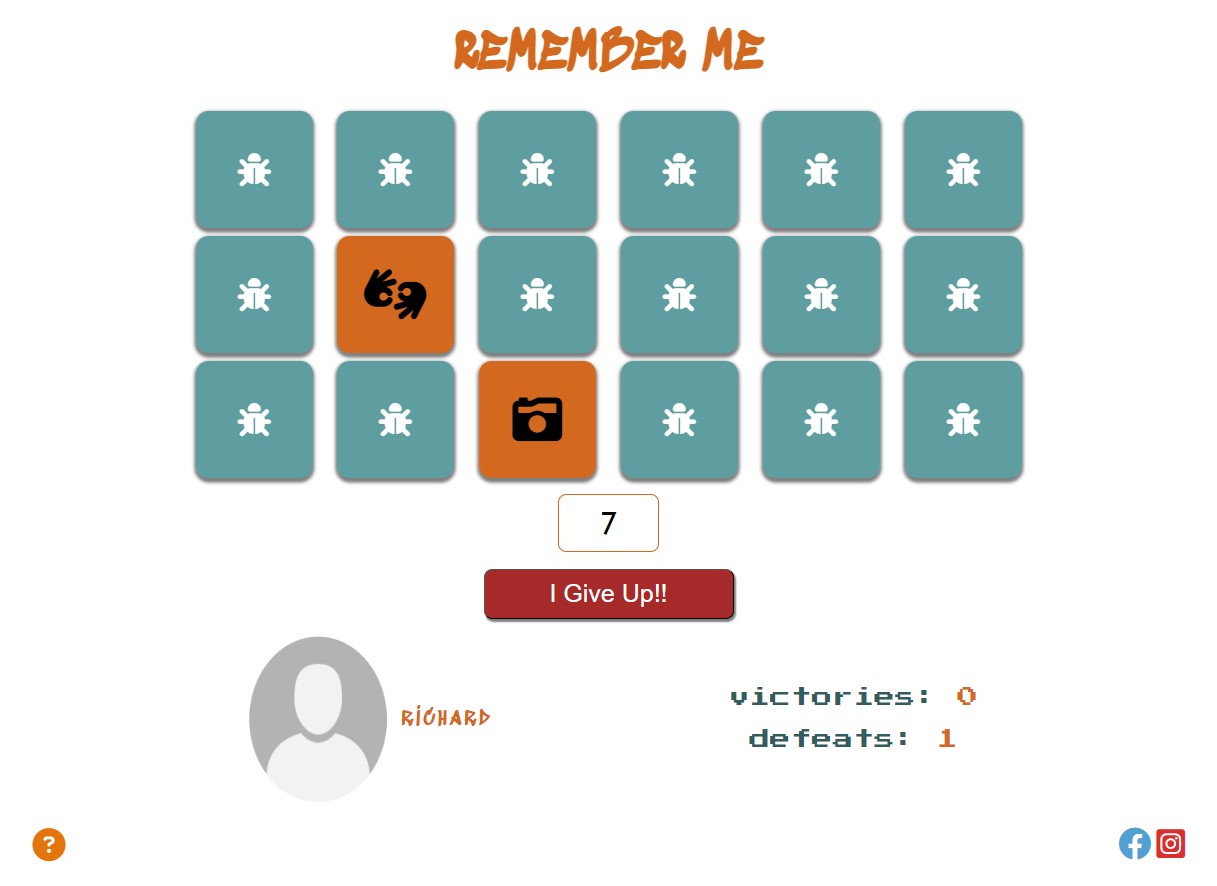 REMEMBER ME
7
I Give Up!!
RICHARD
victories: 0
defeats: 1
?